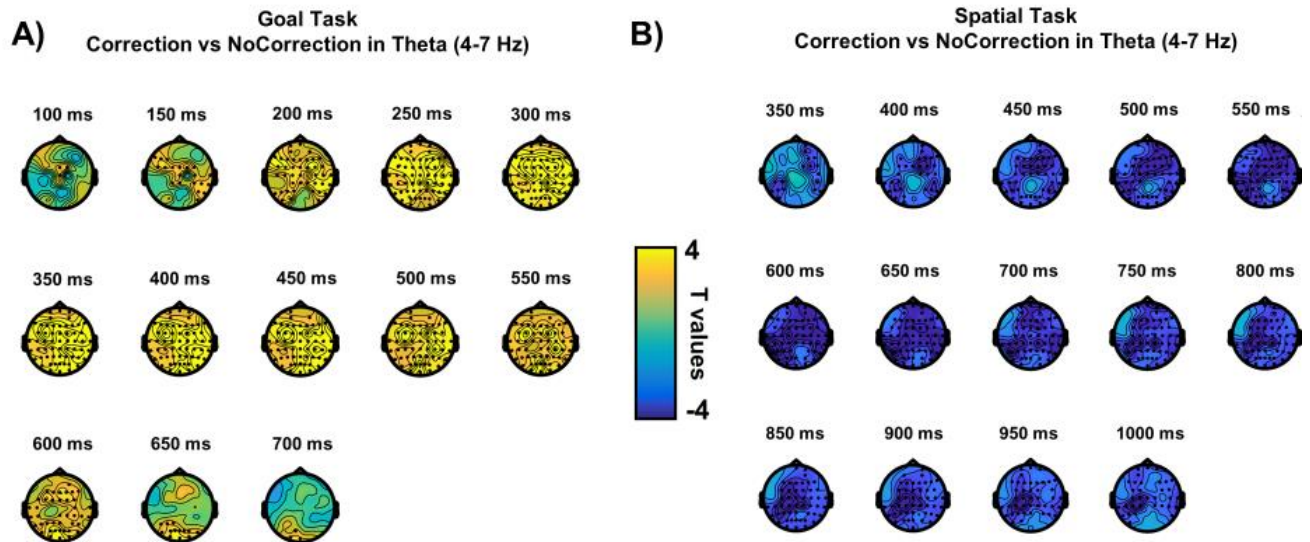 A)
Goal Task
Correction vs NoCorrection in Theta (4-7 Hz)
100 ms 150 ms 200 ms 250 ms 300 ms
350 ms 400 ms 450 ms 500 ms 550 ms
600 ms 650 ms 700 ms
4
T values
-4
B)
Spatial Task
Correction vs NoCorrection in Theta (4-7 Hz)
350 ms 400 ms 450 ms 500 ms 550 ms
600 ms 650 ms 700 ms 750 ms 800 ms
850 ms 900 ms 950 ms 1000 ms